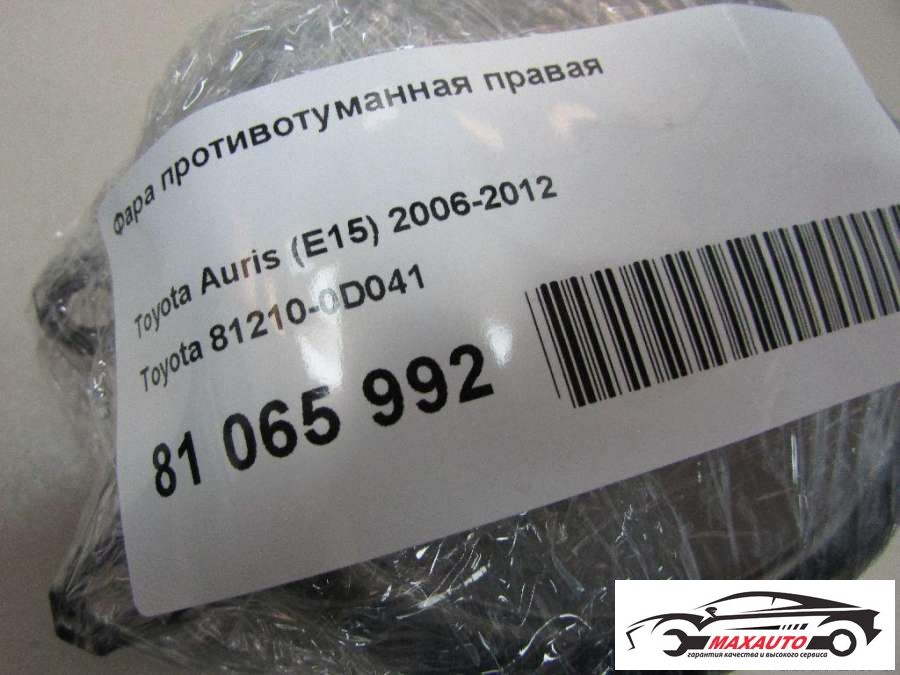 Фара противотуманная правая
Toyota Auris (E15) 2006-2012
Toyota 81210-0D041
81 065 992
MAXAUTO
гарантия качества и высокого сервиса